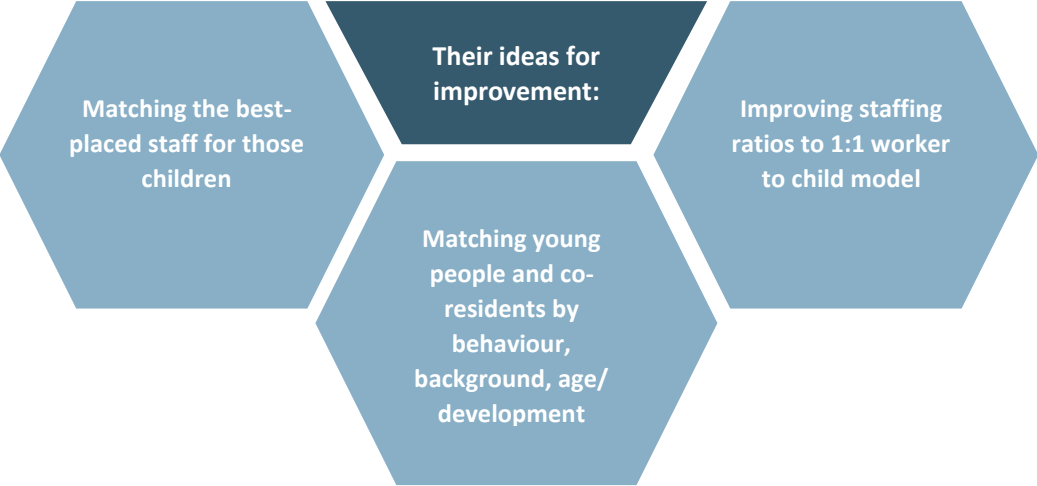 Their ideas for
improvement:
Matching the best-
placed staff for those
children
Improving staffing
ratios to 1:1 worker
to child model
Matching young
people and co-
residents by
behaviour,
background, age/
development